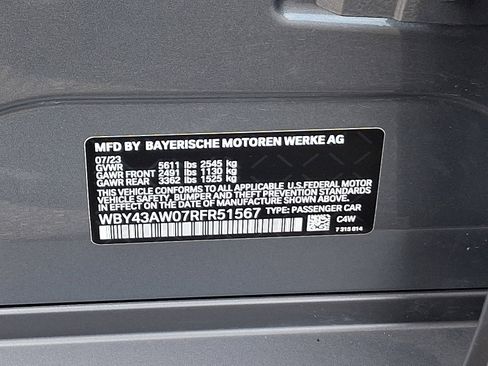 MFD BY BAYERISCHE MOTOREN WERKE AG
07/23
GVWR 5611 lbs 2545 kg
GAWR FRONT 2491 lbs 1130 kg
GAWR REAR 3362 lbs 1525 kg
THIS VEHICLE CONFORMS TO ALL APPLICABLE U.S.FEDERAL MOTOR
VEHICLE SAFETY, BUMPER, AND THEFT PREVENTION STANDARDS
IN EFFECT ON THE DATE OF MANUFACTURE SHOWN ABOVE.
WBY43AW07RFR51567 TYPE: PASSENGER CAR
C4W
7 315 014